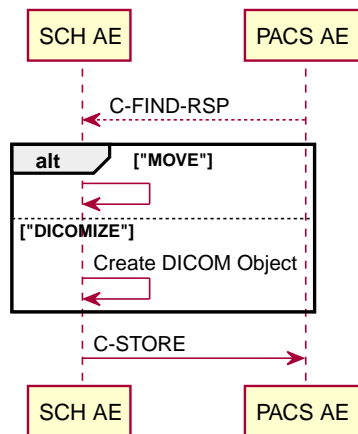 SCH AE PACS AE
C-FIND-RSP
alt ["MOVE"]
["DICOMIZE"]
Create DICOM Object
C-STORE
SCH AE PACS AE